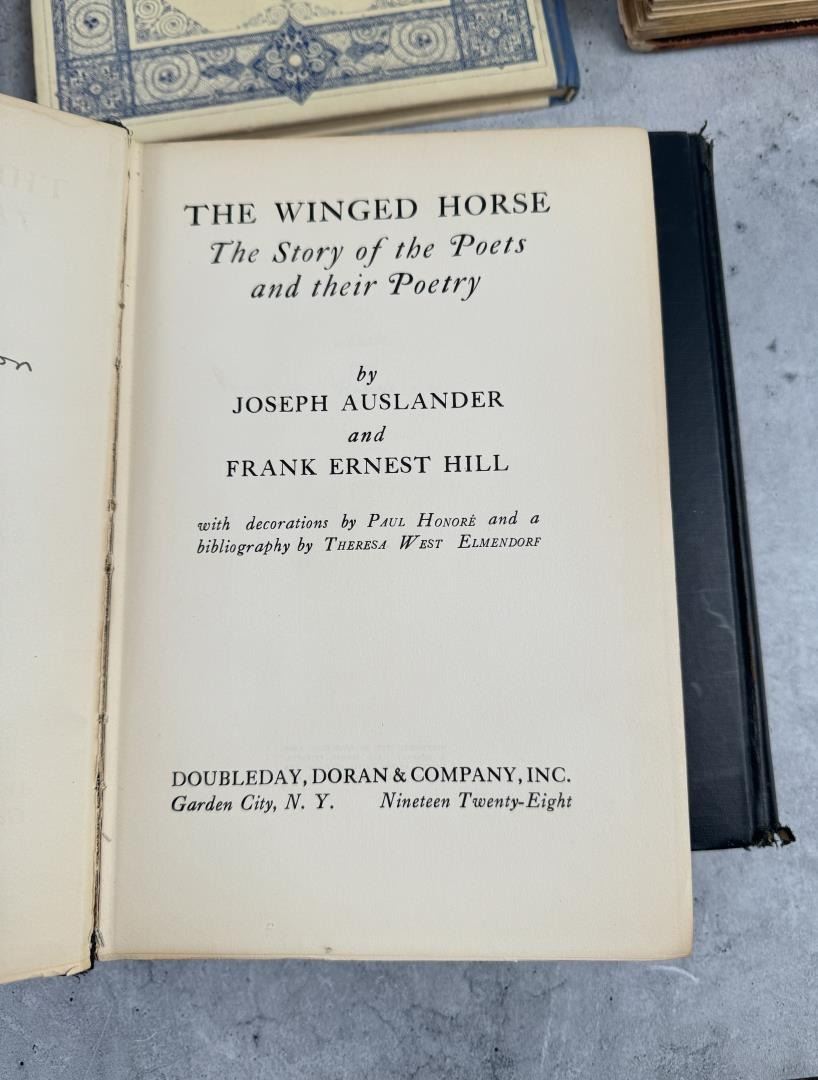 THE WINGED HORSE
The Story of the Poets
and their Poetry
by
JOSEPH AUSLANDER
and
FRANK ERNEST HILL
with decorations by PAUL HONORÉ and a
bibliography by THERESA WEST ELMENDORF
DOUBLEDAY, DORAN & COMPANY, INC.
Garden City, N. Y. Nineteen Twenty-Eight